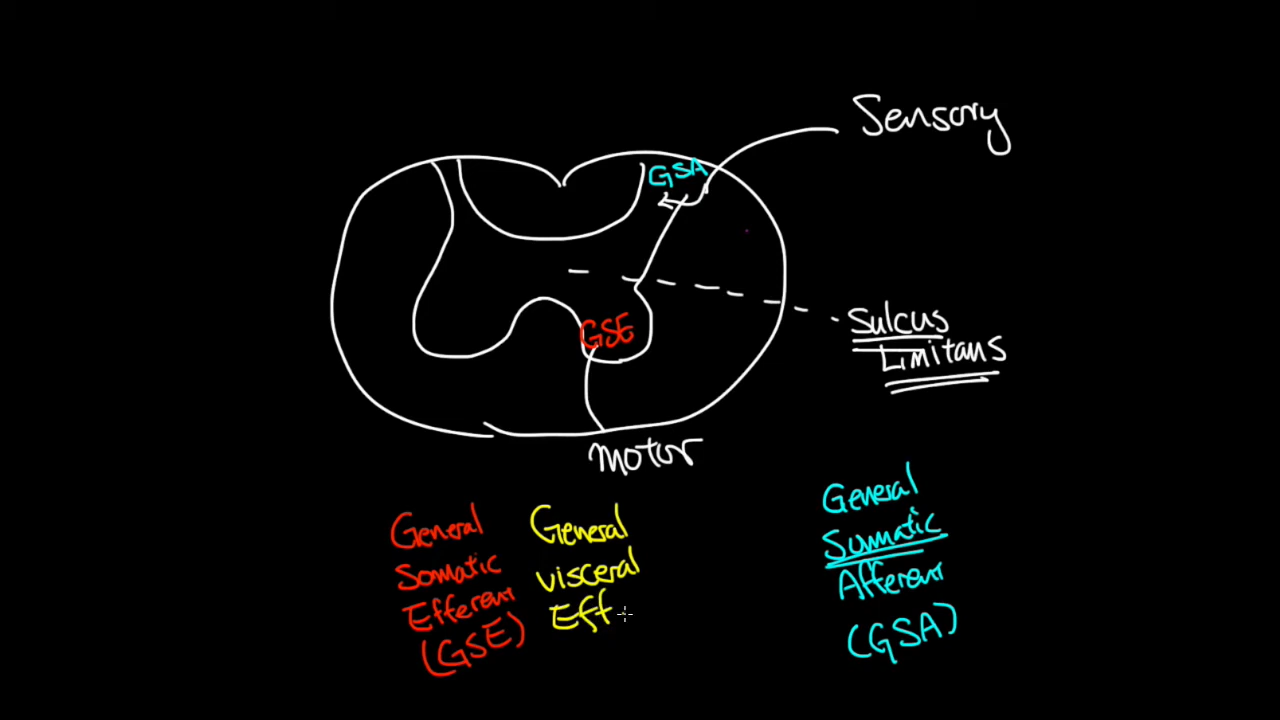 Sensory
GSA
Sulcus
Limitans
GSE
motor
General
Somatic
Efferent
(GSE)
General
visceral
Eff
General
Somatic
Afferent
(GSA)